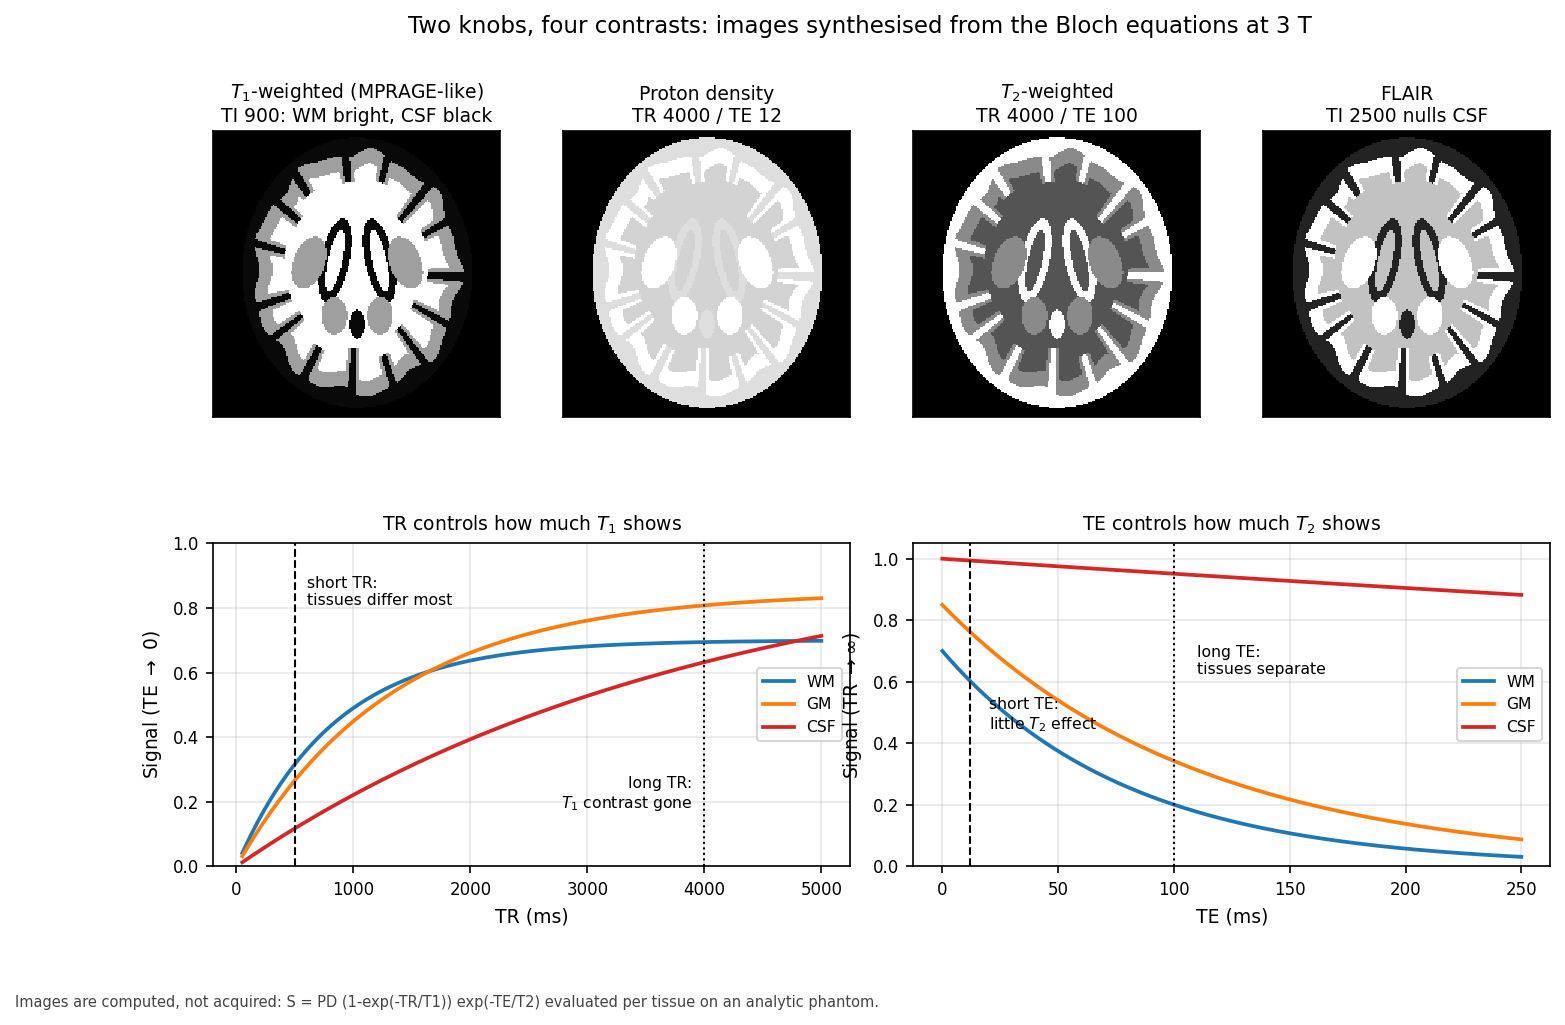 Two knobs, four contrasts: images synthesised from the Bloch equations at 3 T
T₁-weighted (MPRAGE-like)
TI 900: WM bright, CSF black
Proton density
TR 4000 / TE 12
T₂-weighted
TR 4000 / TE 100
FLAIR
TI 2500 nulls CSF
TR controls how much T₁ shows
Signal (TE → 0)
1.0
0.8
0.6
0.4
0.2
0.0
short TR:
tissues differ most
long TR:
T₁ contrast gone
WM
GM
CSF
0 1000 2000 3000 4000 5000
TR (ms)
TE controls how much T₂ shows
Signal (TR → ∞)
1.0
0.8
0.6
0.4
0.2
0.0
long TE:
tissues separate
short TE:
little T₂ effect
WM
GM
CSF
0 50 100 150 200 250
TE (ms)
Images are computed, not acquired: S = PD (1-exp(-TR/T1)) exp(-TE/T2) evaluated per tissue on an analytic phantom.